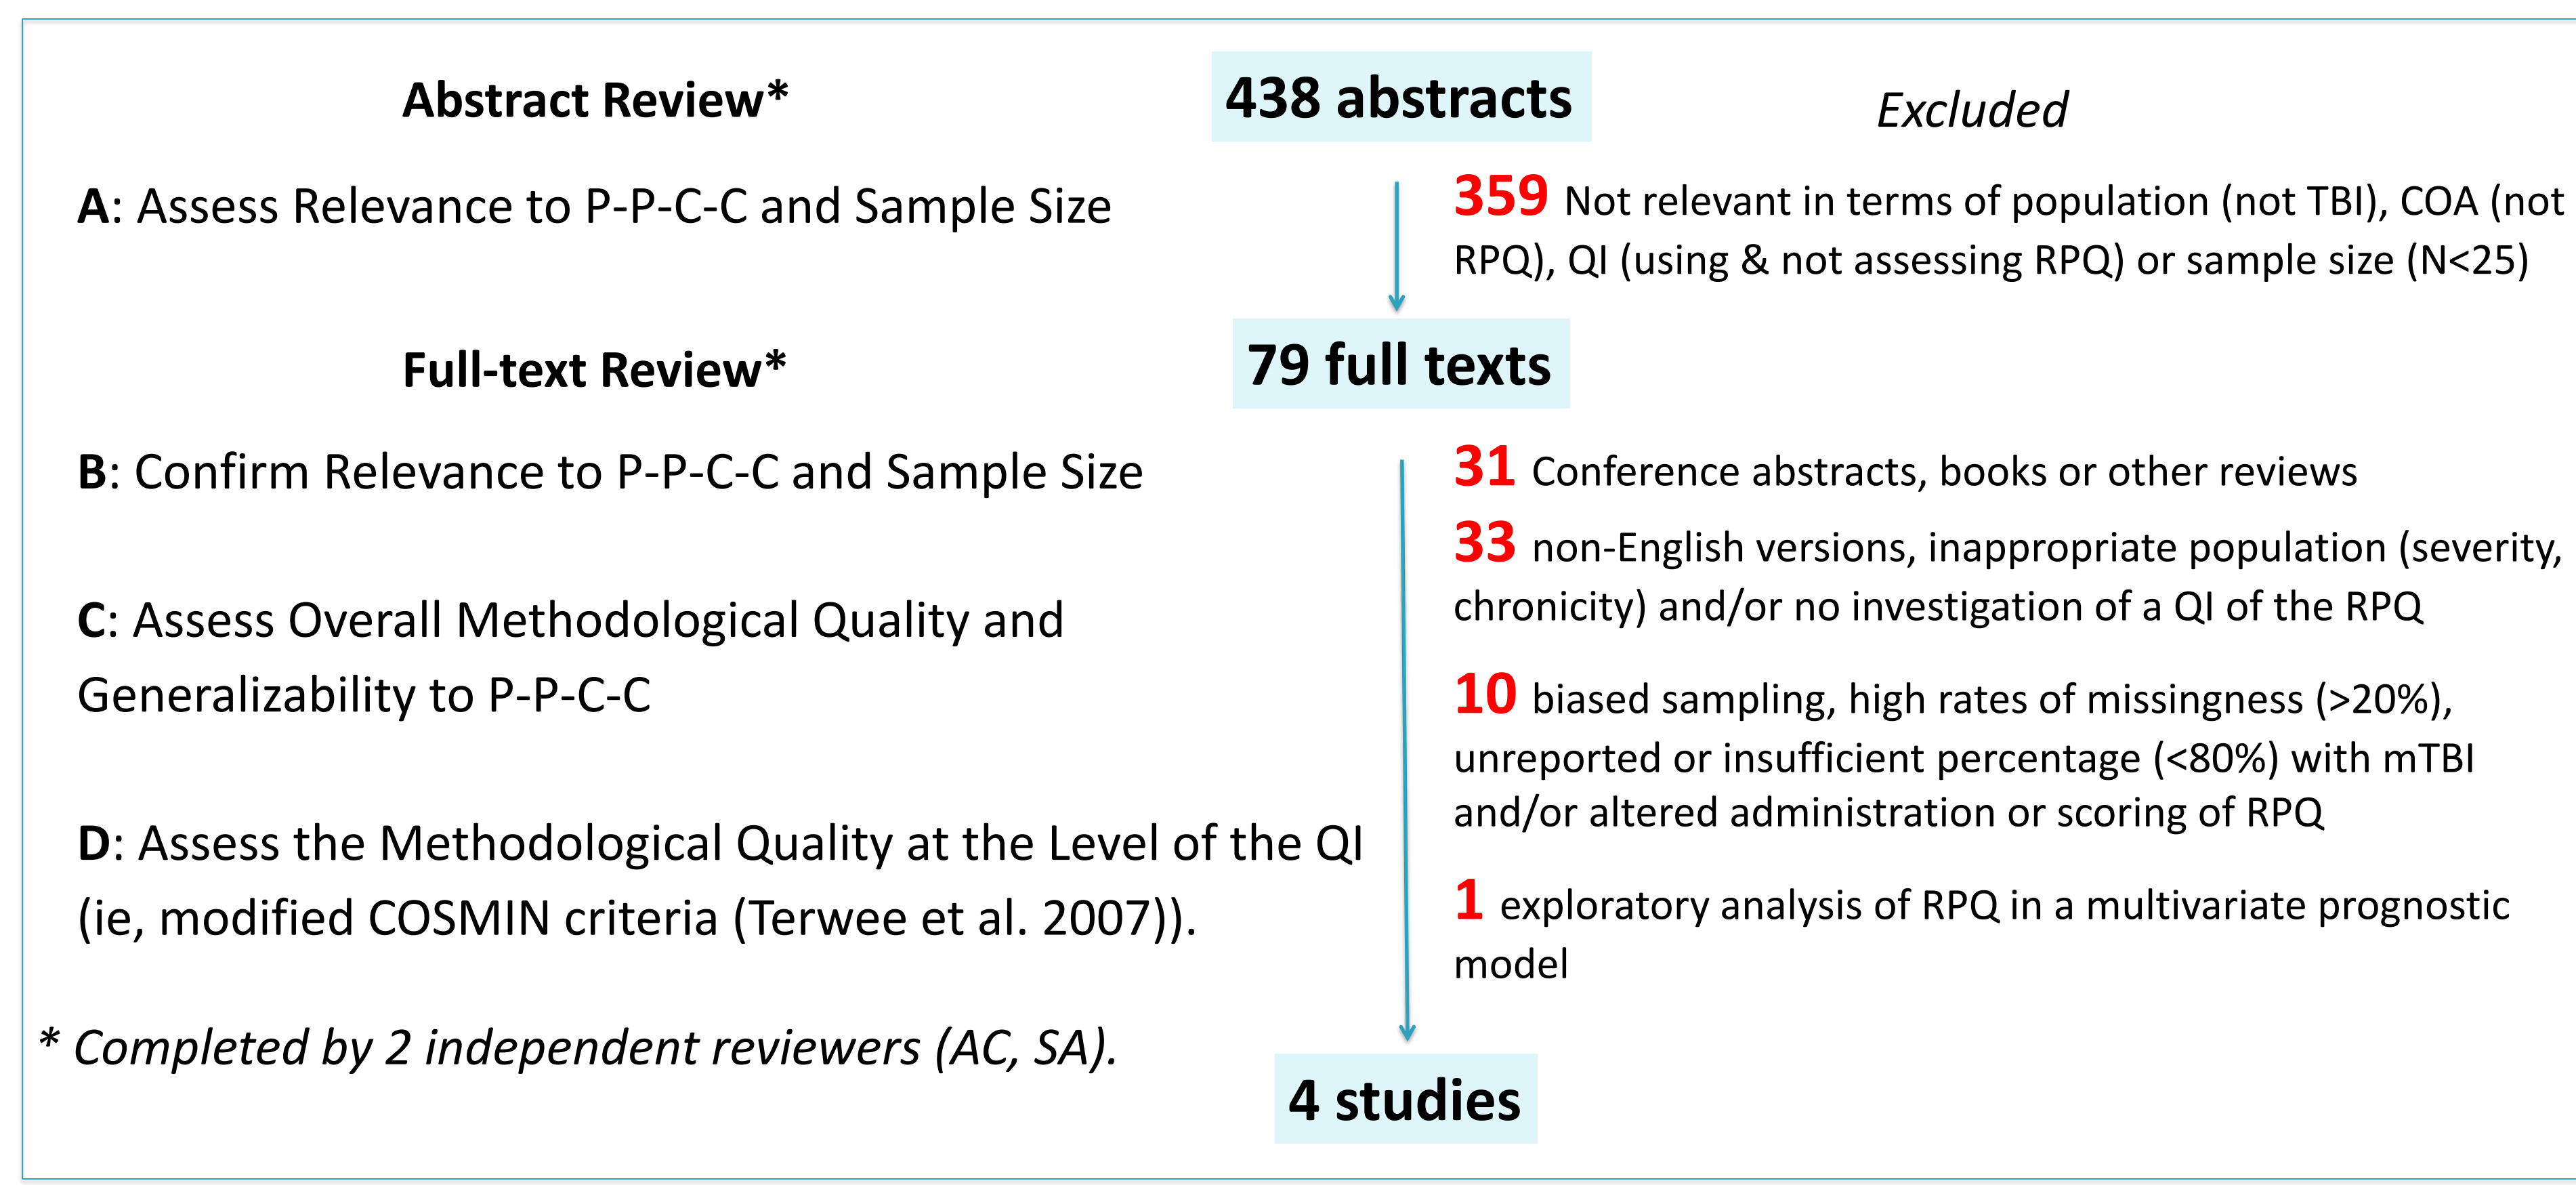 Abstract Review*
438 abstracts
Excluded
A: Assess Relevance to P-P-C-C and Sample Size
359 Not relevant in terms of population (not TBI), COA (not
RPQ), QI (using & not assessing RPQ) or sample size (N<25)
Full-text Review*
79 full texts
B: Confirm Relevance to P-P-C-C and Sample Size
31 Conference abstracts, books or other reviews
33 non-English versions, inappropriate population (severity,
chronicity) and/or no investigation of a QI of the RPQ
C: Assess Overall Methodological Quality and
Generalizability to P-P-C-C
10 biased sampling, high rates of missingness (>20%),
unreported or insufficient percentage (<80%) with mTBI
and/or altered administration or scoring of RPQ
D: Assess the Methodological Quality at the Level of the QI
(ie, modified COSMIN criteria (Terwee et al. 2007)).
1 exploratory analysis of RPQ in a multivariate prognostic
model
* Completed by 2 independent reviewers (AC, SA).
4 studies